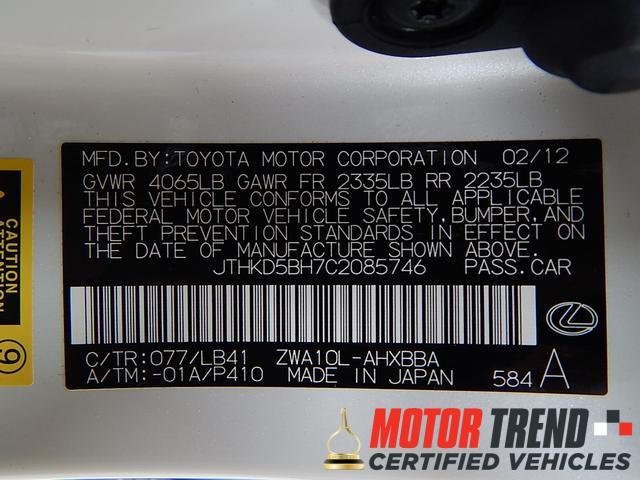 MFD.BY:TOYOTA MOTOR CORPORATION 02/12
GVWR 4065LB GAWR FR 2335LB RR 2235LB
THIS VEHICLE CONFORMS TO ALL APPLICABLE
FEDERAL MOTOR VEHICLE SAFETY,BUMPER,AND
THEFT PREVENTION STANDARDS IN EFFECT ON
THE DATE OF MANUFACTURE SHOWN ABOVE.
JTHKD5BH7C2085746 PASS.CAR
C/TR:077/LB41 ZWA10L-AHXBBA
A/TM:-01A/P410 MADE IN JAPAN 584 A
CAUTION
ATTENTION
9
MOTOR TREND
CERTIFIED VEHICLES